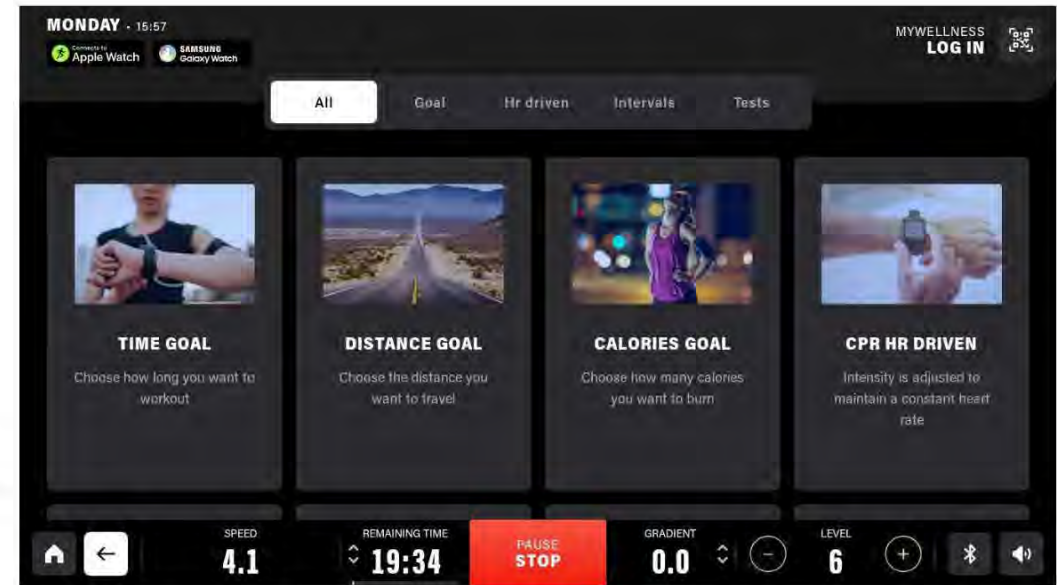 MONDAY · 15:57
Connects to
Apple Watch
SAMSUNG
Galaxy Watch
MYWELLNESS
LOG IN
All
Goal
Hr driven
Intervals
Tests
TIME GOAL
Choose how long you want to
workout
DISTANCE GOAL
Choose the distance you
want to travel
CALORIES GOAL
Choose how many calories
you want to burn
CPR HR DRIVEN
Intensity is adjusted to
maintain a constant heart
rate
SPEED
4.1
REMAINING TIME
19:34
PAUSE
STOP
GRADIENT
0.0
LEVEL
6